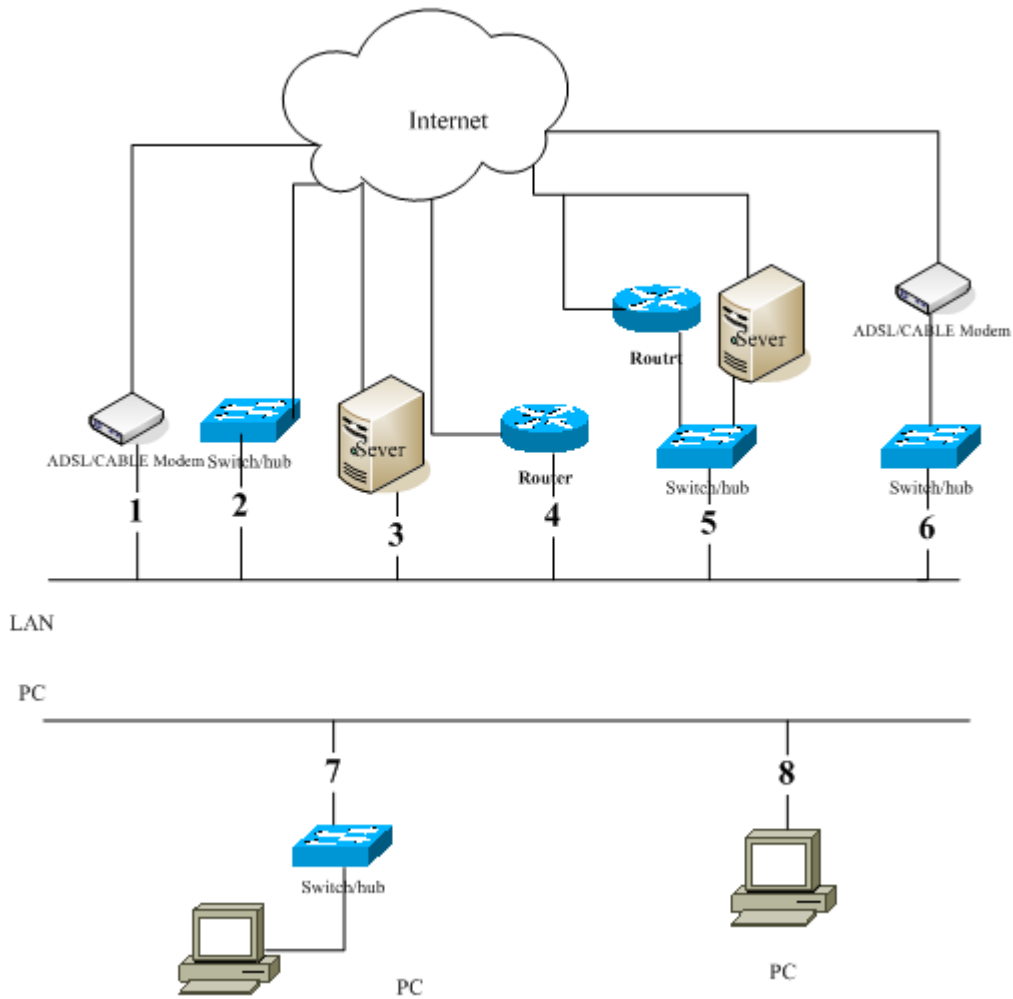 Internet
Sever
Routrt
ADSL/CABLE Modem
Sever
ADSL/CABLE Modem
Switch/hub
Router
Switch/hub
Switch/hub
1
2
3
4
5
6
LAN
PC
7
8
Switch/hub
PC
PC